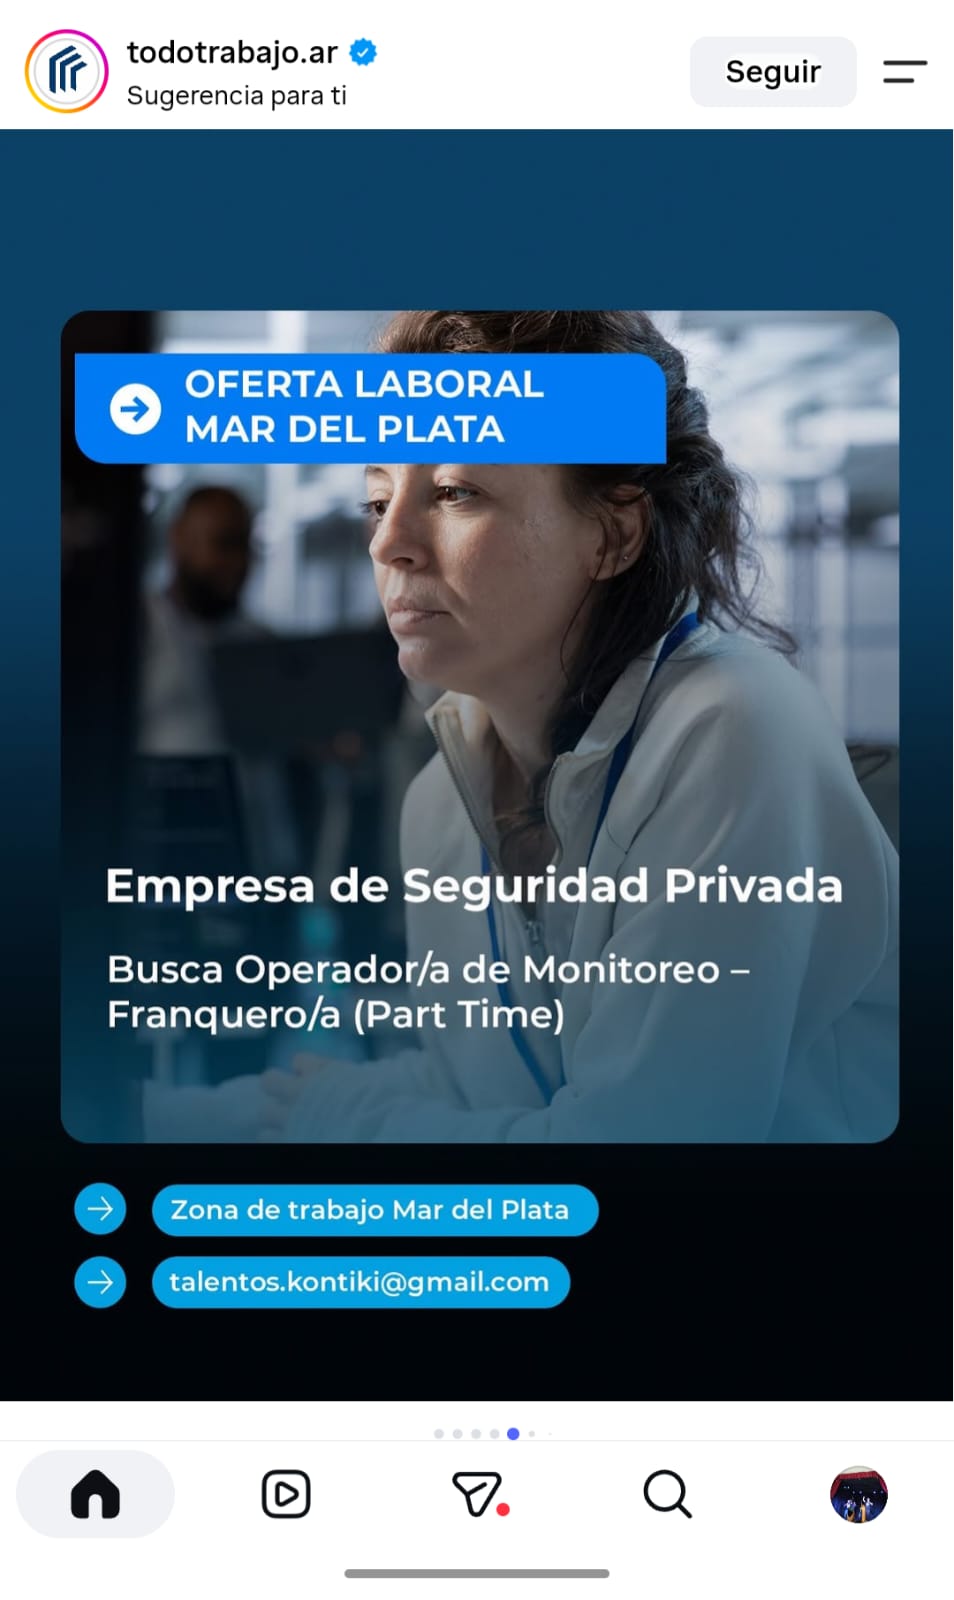 todotrabajo.ar
Sugerencia para ti
Seguir
OFERTA LABORAL
MAR DEL PLATA
Empresa de Seguridad Privada
Busca Operador/a de Monitoreo –
Franquero/a (Part Time)
Zona de trabajo Mar del Plata
talentos.kontiki@gmail.com